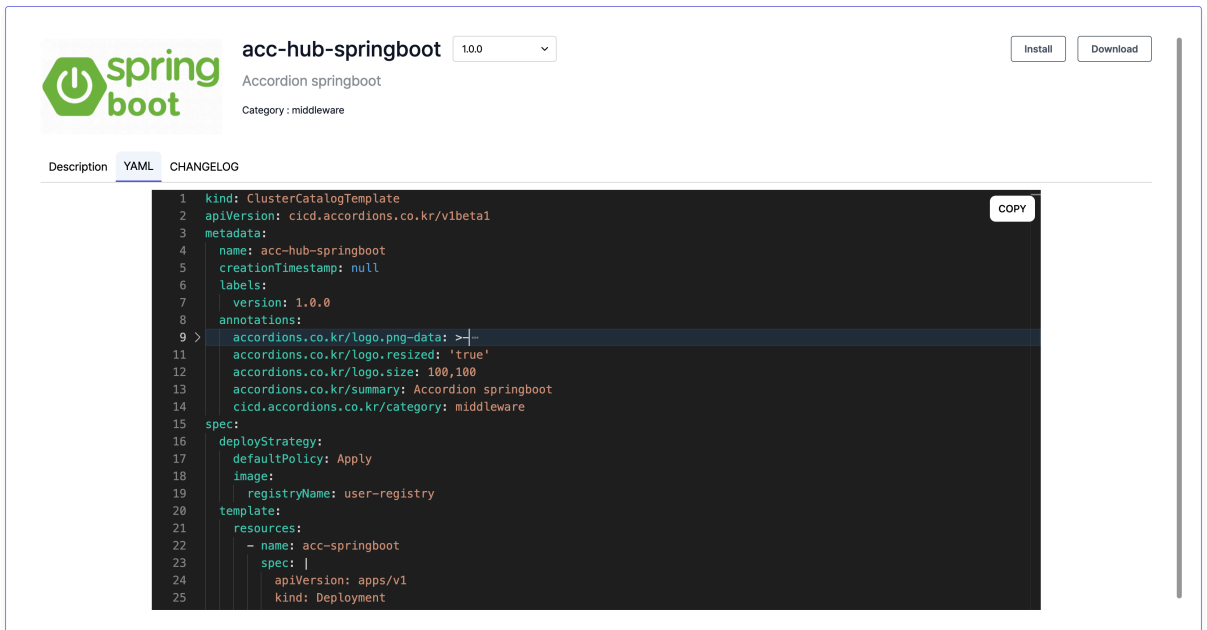 spring
boot
acc-hub-springboot 1.0.0
Install Download
Accordion springboot
Category : middleware
Description YAML CHANGELOG
COPY
1 kind: ClusterCatalogTemplate
2 apiVersion: cicd.accordions.co.kr/v1beta1
3 metadata:
4 name: acc-hub-springboot
5 creationTimestamp: null
6 labels:
7 version: 1.0.0
8 annotations:
9 accordions.co.kr/logo.png-data: >-…
11 accordions.co.kr/logo.resized: 'true'
12 accordions.co.kr/logo.size: 100,100
13 accordions.co.kr/summary: Accordion springboot
14 cicd.accordions.co.kr/category: middleware
15 spec:
16 deployStrategy:
17 defaultPolicy: Apply
18 image:
19 registryName: user-registry
20 template:
21 resources:
22 - name: acc-springboot
23 spec: |
24 apiVersion: apps/v1
25 kind: Deployment